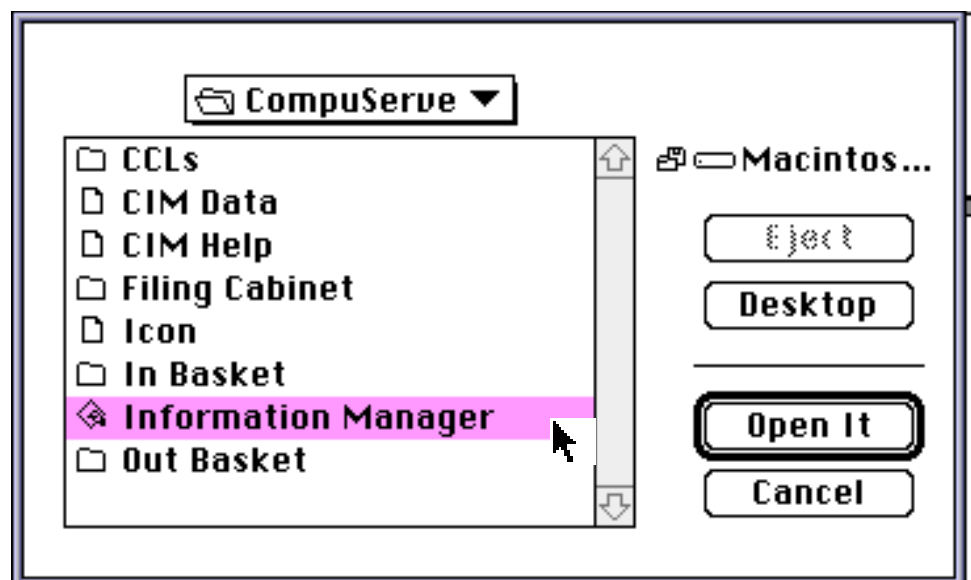 CompuServe
CCLs
CIM Data
CIM Help
Filing Cabinet
Icon
In Basket
Information Manager
Out Basket
Macintos...
Eject
Desktop
Open It
Cancel